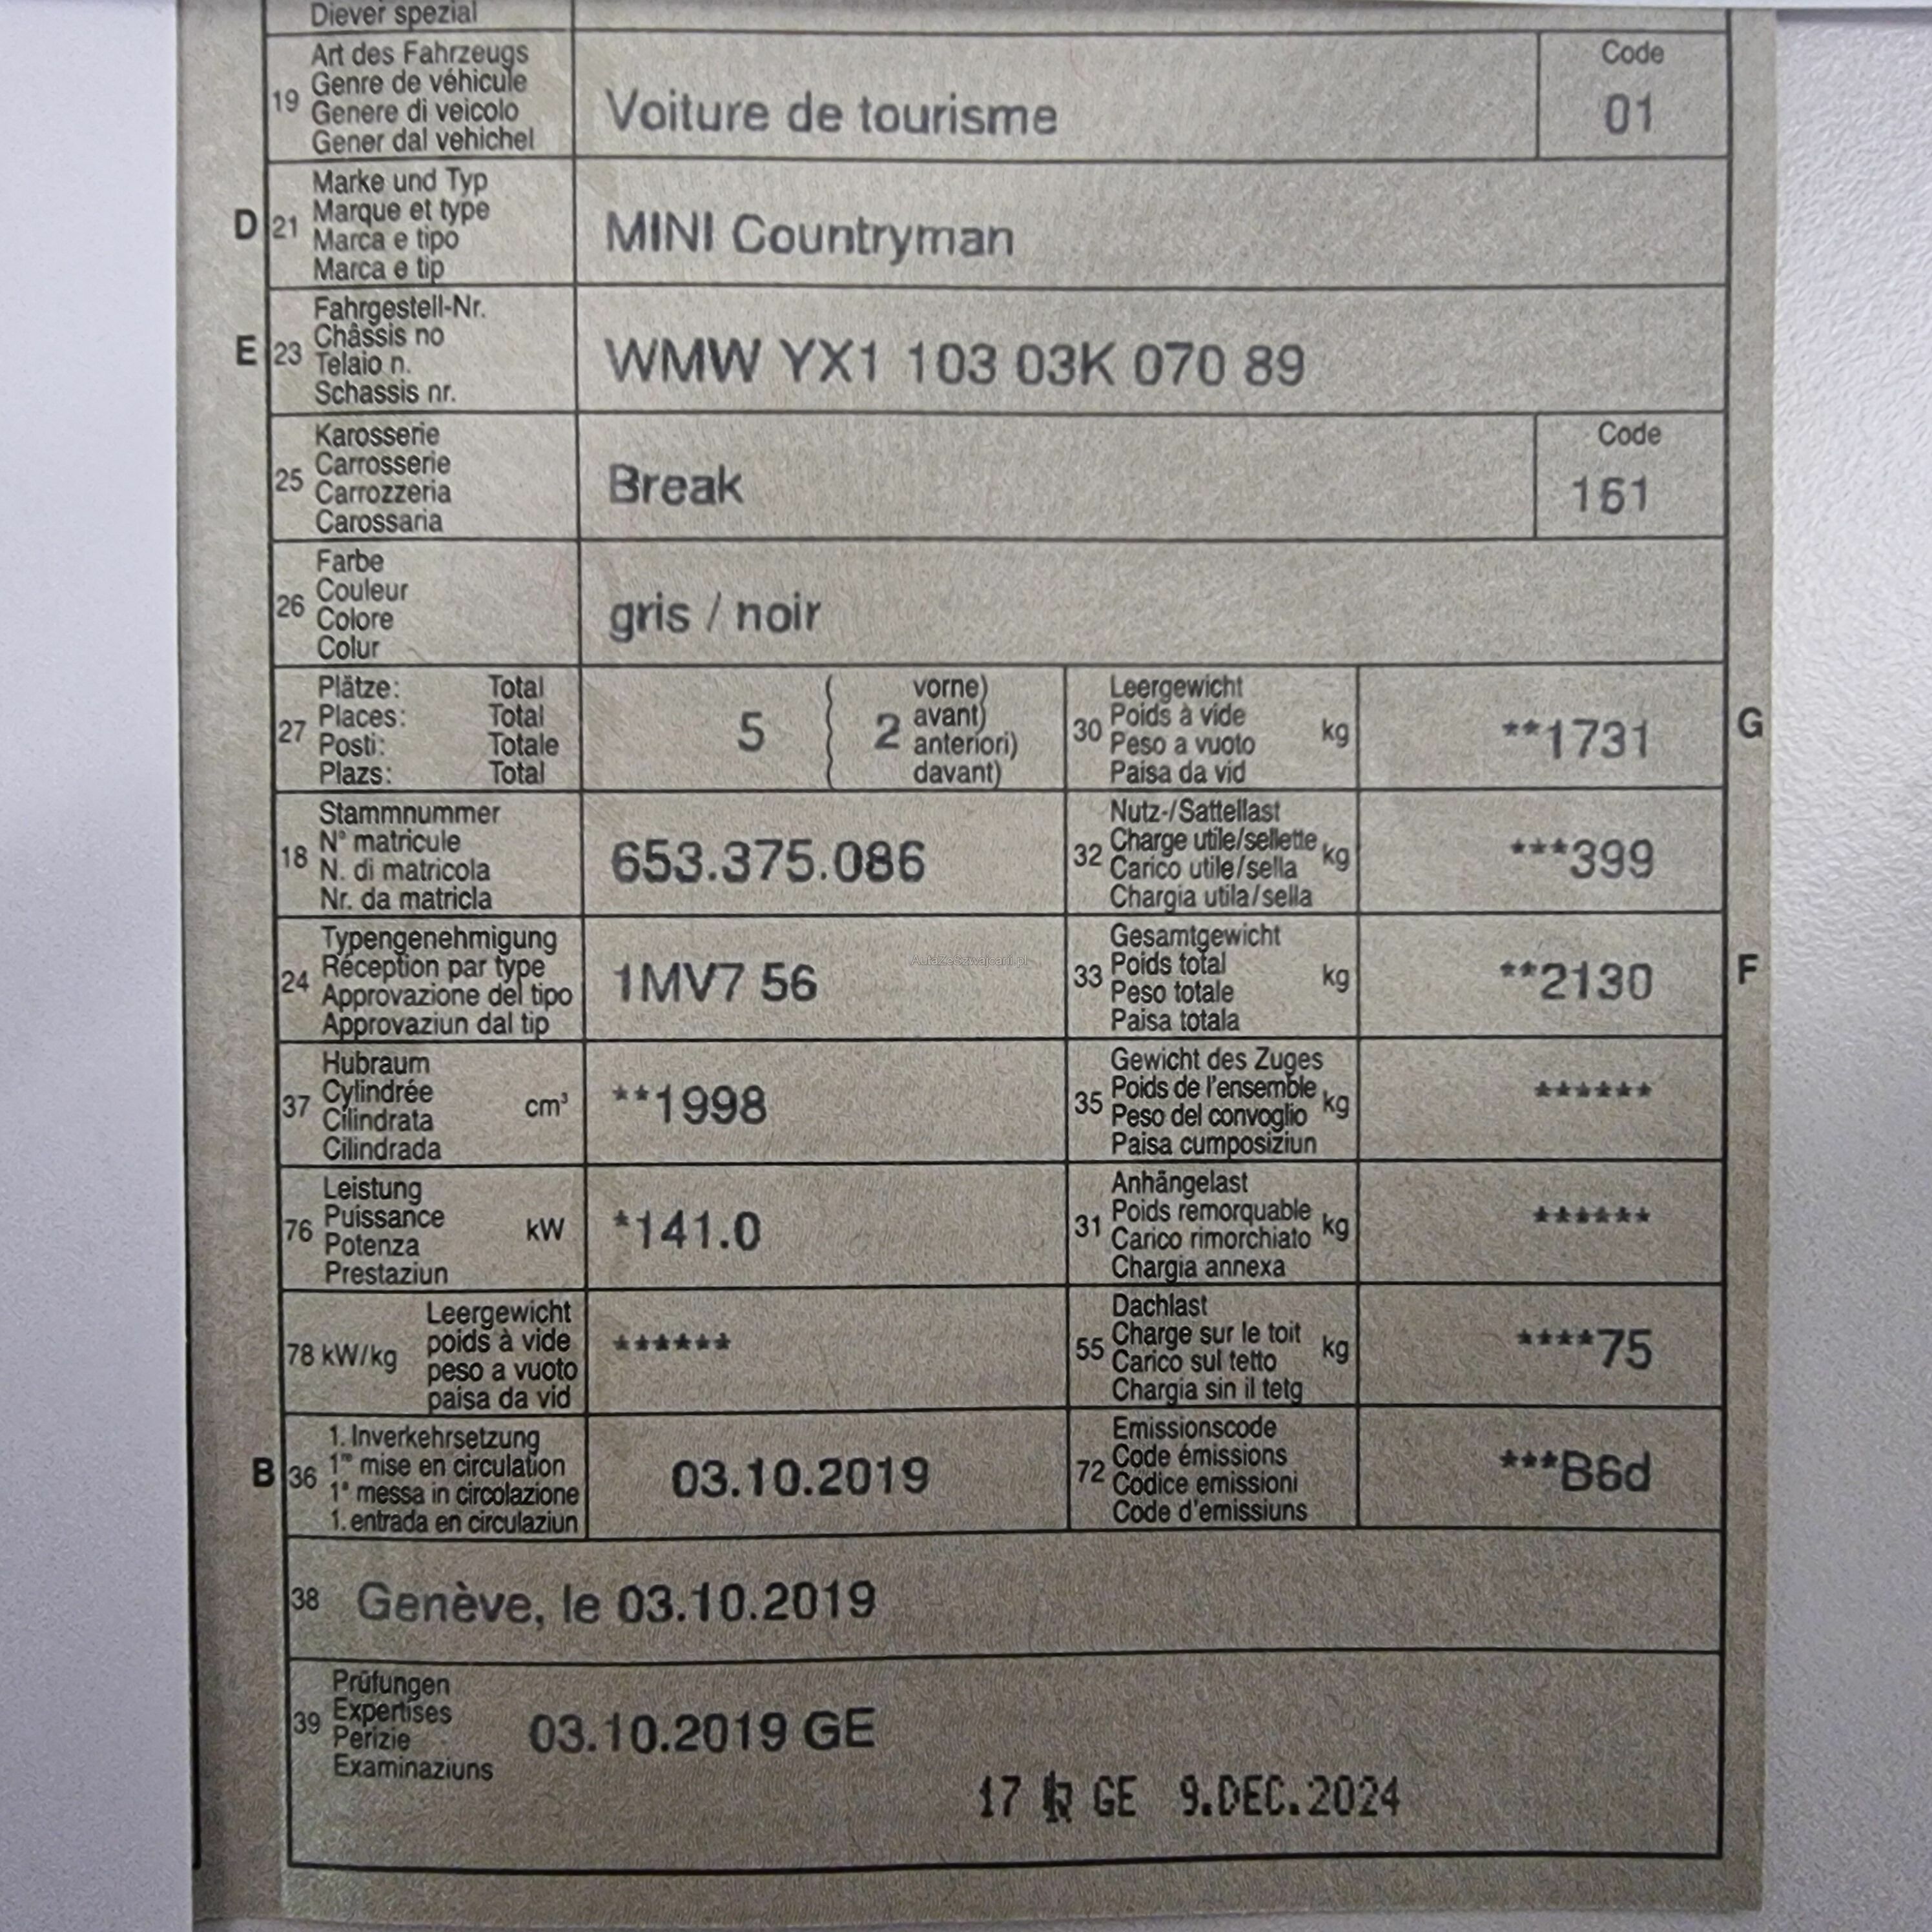 Diever spezial
19 Art des Fahrzeugs
Genre de véhicule
Genere di veicolo
Gener dal vehichel
Voiture de tourisme
Code
01
D 21 Marke und Typ
Marque et type
Marca e tipo
Marca e tip
MINI Countryman
E 23 Fahrgestell-Nr.
Châssis no
Telaio n.
Schassis nr.
WMW YX1 103 03K 070 89
25 Karosserie
Carrosserie
Carrozzeria
Carossaria
Break
Code
161
26 Farbe
Couleur
Colore
Colur
gris / noir
27 Plätze: Total
Places: Total
Posti: Totale
Plazs: Total
5 ( 2 vorne)
avant)
anteriori)
davant)
30 Leergewicht
Poids à vide
Peso a vuoto
Paisa da vid
kg
**1731
G
18 Stammnummer
N° matricule
N. di matricola
Nr. da matricla
653.375.086
32 Nutz-/Sattellast
Charge utile/sellette
Carico utile/sella
Chargia utila/sella
kg
***399
24 Typengenehmigung
Réception par type
Approvazione del tipo
Approvaziun dal tip
1MV7 56
33 Gesamtgewicht
Poids total
Peso totale
Paisa totala
kg
**2130
F
37 Hubraum
Cylindrée
Cilindrata
Cilindrada
cm³
**1998
35 Gewicht des Zuges
Poids de l'ensemble
Peso del convoglio
Paisa cumposiziun
kg
******
76 Leistung
Puissance
Potenza
Prestaziun
kW
*141.0
31 Anhängelast
Poids remorquable
Carico rimorchiato
Chargia annexa
kg
******
78 kW/kg
Leergewicht
poids à vide
peso a vuoto
paisa da vid
******
55 Dachlast
Charge sur le toit
Carico sul tetto
Chargia sin il tetg
kg
****75
B 36 1. Inverkehrsetzung
1re mise en circulation
1a messa in circolazione
1. entrada en circulaziun
03.10.2019
72 Emissionscode
Code émissions
Codice emissioni
Code d'emissiuns
***B6d
38 Genève, le 03.10.2019
39 Prüfungen
Expertises
Perizie
Examinaziuns
03.10.2019 GE
17 GE 9.DEC.2024